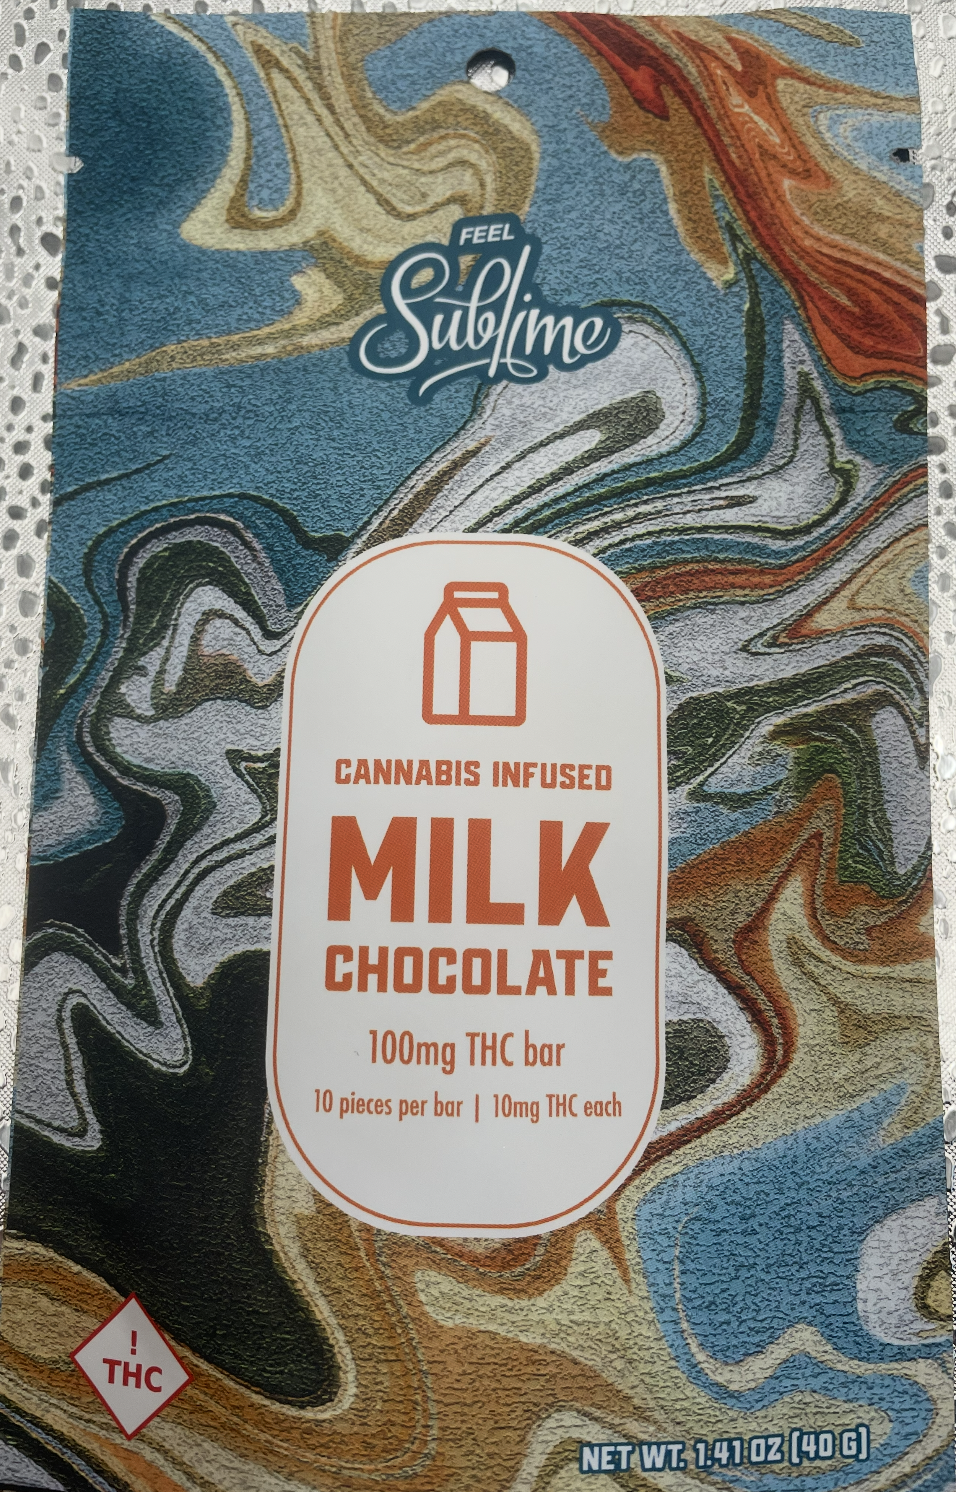 FEEL
Sublime
CANNABIS INFUSED
MILK
CHOCOLATE
100mg THC bar
10 pieces per bar | 10mg THC each
!
THC
NET WT. 1.41 OZ (40 G)